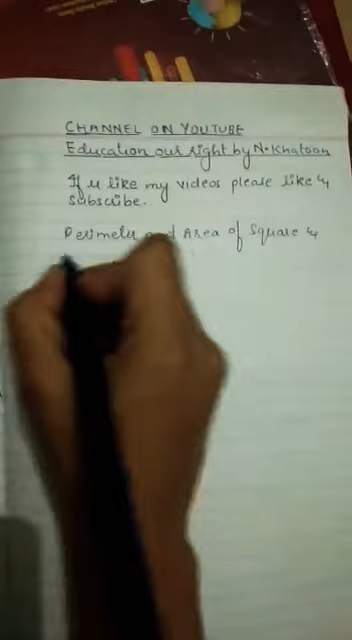 CHANNEL ON YOUTUBE
Education our right by N. Khatoon
If u like my videos please like &
subscribe.
Perimeter and Area of Square &